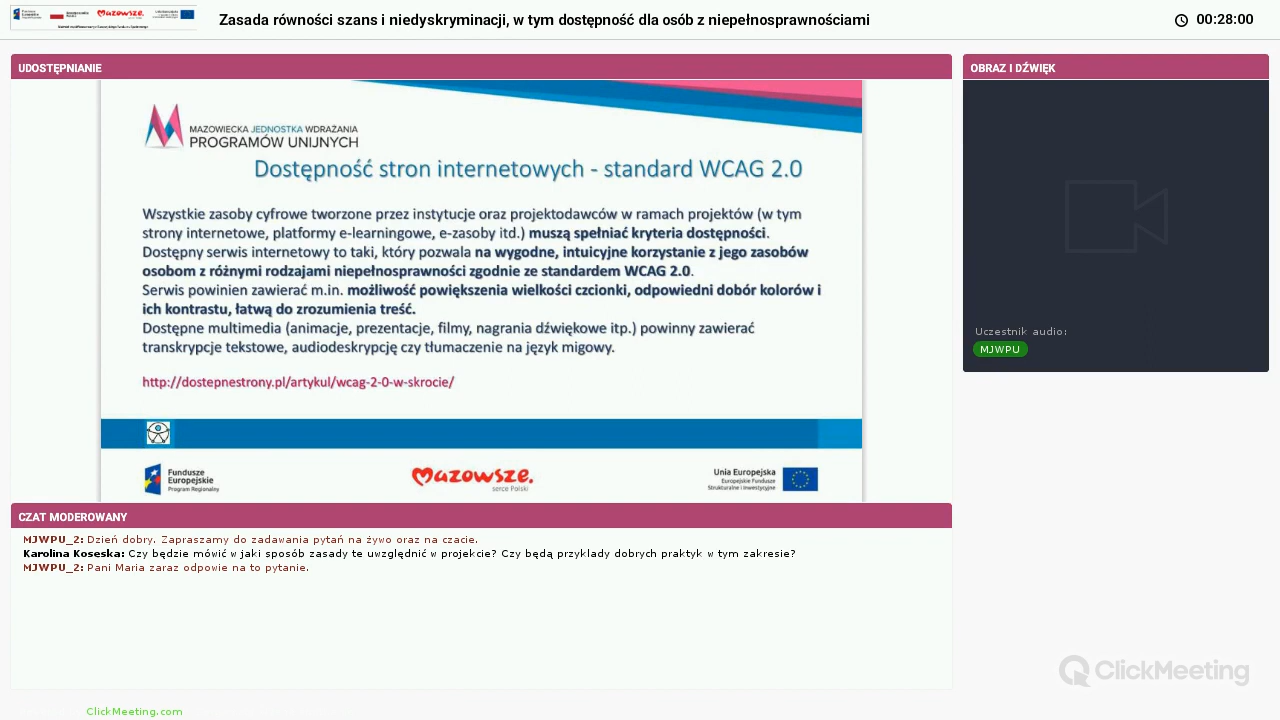 Fundusze Europejskie
mazowsze.
Zasada równości szans i niedyskryminacji, w tym dostępność dla osób z niepełnosprawnościami
00:28:00
UDOSTĘPNIANIE
MAZOWIECKA JEDNOSTKA WDRAŻANIA
PROGRAMÓW UNIJNYCH
Dostępność stron internetowych - standard WCAG 2.0
Wszystkie zasoby cyfrowe tworzone przez instytucje oraz projektodawców w ramach projektów (w tym
strony internetowe, platformy e-learningowe, e-zasoby itd.) muszą spełniać kryteria dostępności.
Dostępny serwis internetowy to taki, który pozwala na wygodne, intuicyjne korzystanie z jego zasobów
osobom z różnymi rodzajami niepełnosprawności zgodnie ze standardem WCAG 2.0.
Serwis powinien zawierać m.in. możliwość powiększenia wielkości czcionki, odpowiedni dobór kolorów i
ich kontrastu, łatwą do zrozumienia treść.
Dostępne multimedia (animacje, prezentacje, filmy, nagrania dźwiękowe itp.) powinny zawierać
transkrypcje tekstowe, audiodeskrypcję czy tłumaczenie na język migowy.
http://dostepnestrony.pl/artykul/wcag-2-0-w-skrocie/
Fundusze
Europejskie
Program Regionalny
mazowsze.
serce Polski
Unia Europejska
Europejskie Fundusze
Strukturalne i Inwestycyjne
OBRAZ I DŹWIĘK
Uczestnik audio:
MJWPU
CZAT MODEROWANY
MJWPU_2: Dzień dobry. Zapraszamy do zadawania pytań na żywo oraz na czacie.
Karolina Koseska: Czy będzie mówić w jaki sposób zasady te uwzględnić w projekcie? Czy będą przyklady dobrych praktyk w tym zakresie?
MJWPU_2: Pani Maria zaraz odpowie na to pytanie.
ClickMeeting
ClickMeeting.com